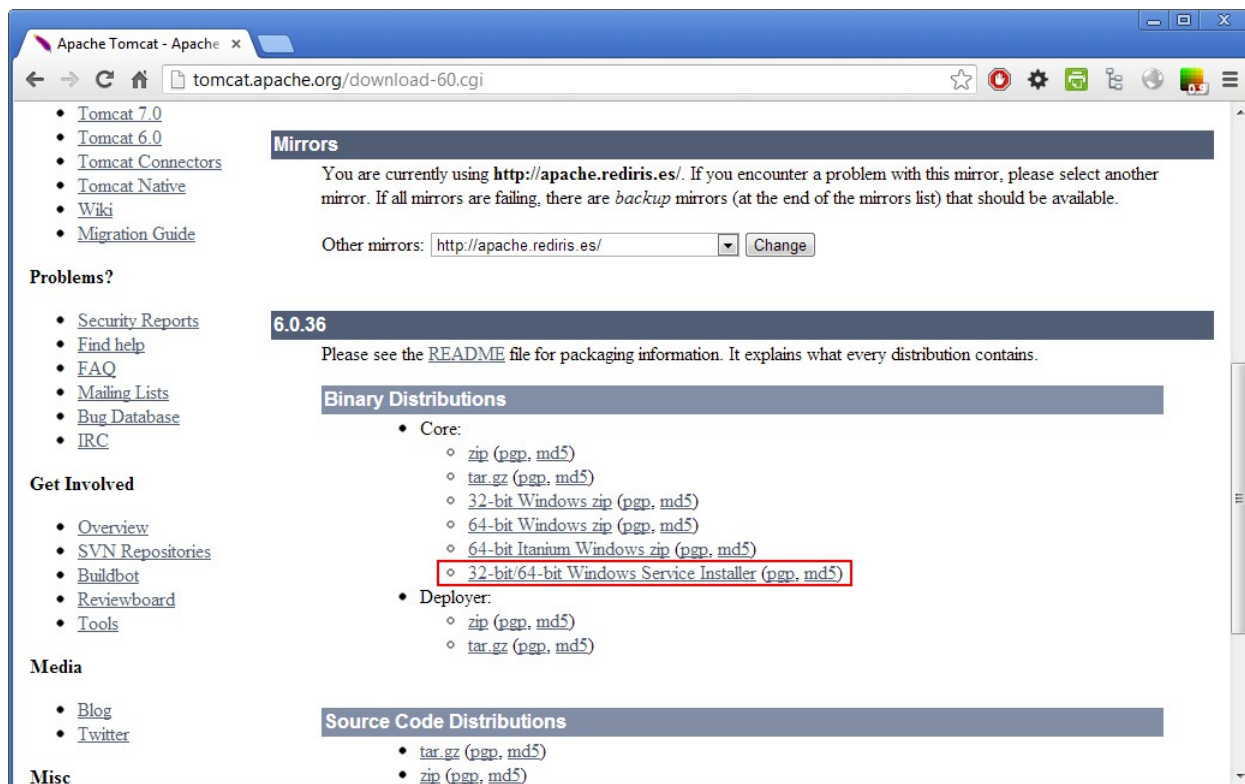 Apache Tomcat - Apache
tomcat.apache.org/download-60.cgi
0.9
Tomcat 7.0
Tomcat 6.0
Tomcat Connectors
Tomcat Native
Wiki
Migration Guide
Problems?
Security Reports
Find help
FAQ
Mailing Lists
Bug Database
IRC
Get Involved
Overview
SVN Repositories
Buildbot
Reviewboard
Tools
Media
Blog
Twitter
Misc
Mirrors
You are currently using http://apache.rediris.es/. If you encounter a problem with this mirror, please select another
mirror. If all mirrors are failing, there are backup mirrors (at the end of the mirrors list) that should be available.
Other mirrors: http://apache.rediris.es/ Change
6.0.36
Please see the README file for packaging information. It explains what every distribution contains.
Binary Distributions
Core:
zip (pgp, md5)
tar.gz (pgp, md5)
32-bit Windows zip (pgp, md5)
64-bit Windows zip (pgp, md5)
64-bit Itanium Windows zip (pgp, md5)
32-bit/64-bit Windows Service Installer (pgp, md5)
Deployer:
zip (pgp, md5)
tar.gz (pgp, md5)
Source Code Distributions
tar.gz (pgp, md5)
zip (pgp, md5)